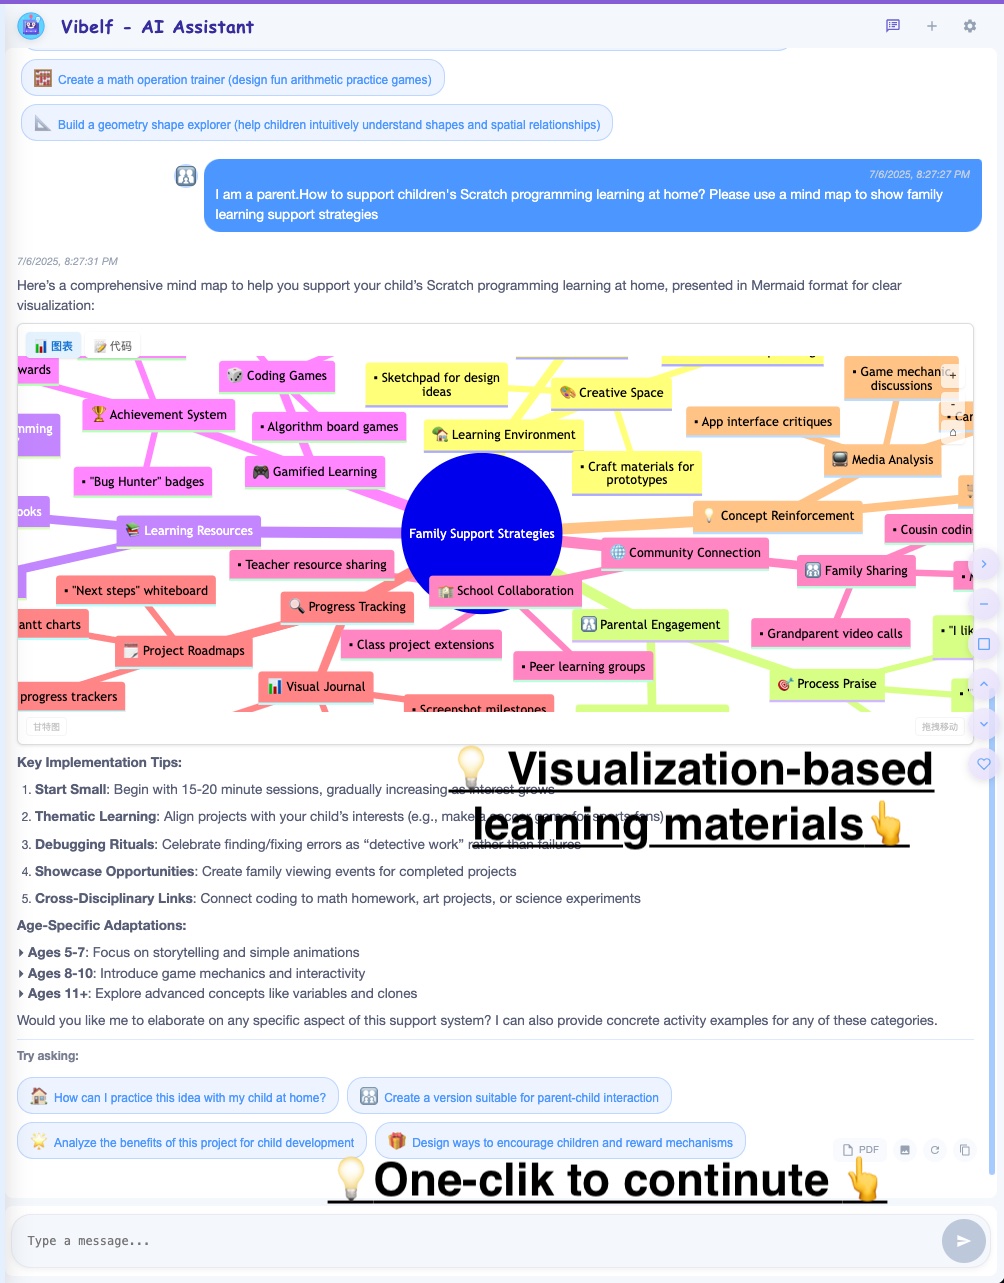 Vibelf - AI Assistant
Create a math operation trainer (design fun arithmetic practice games)
Build a geometry shape explorer (help children intuitively understand shapes and spatial relationships)
7/6/2025, 8:27:27 PM
I am a parent.How to support children's Scratch programming learning at home? Please use a mind map to show family
learning support strategies
7/6/2025, 8:27:31 PM
Here's a comprehensive mind map to help you support your child's Scratch programming learning at home, presented in Mermaid format for clear
visualization:
图表
代码
wards
Coding Games
• Sketchpad for design
ideas
Creative Space
• Game mechanic
discussions
+
-
Achievement System
• Algorithm board games
• App interface critiques
• Car
mming
Learning Environment
• "Bug Hunter" badges
Gamified Learning
• Craft materials for
prototypes
Media Analysis
ooks
Learning Resources
Family Support Strategies
Concept Reinforcement
• Cousin codin
• Teacher resource sharing
Community Connection
Family Sharing
• "Next steps" whiteboard
Progress Tracking
School Collaboration
antt charts
Parental Engagement
• Grandparent video calls
• "I lik
Project Roadmaps
• Class project extensions
• Peer learning groups
progress trackers
Visual Journal
Process Praise
• Screenshot milestones
甘特图
拖拽移动
Key Implementation Tips:
1. Start Small: Begin with 15-20 minute sessions, gradually increasing as interest grows
2. Thematic Learning: Align projects with your child's interests (e.g., make a soccer game for sports fans)
3. Debugging Rituals: Celebrate finding/fixing errors as “detective work” rather than failures
4. Showcase Opportunities: Create family viewing events for completed projects
5. Cross-Disciplinary Links: Connect coding to math homework, art projects, or science experiments
Visualization-based
learning materials
Age-Specific Adaptations:
Ages 5-7: Focus on storytelling and simple animations
Ages 8-10: Introduce game mechanics and interactivity
Ages 11+: Explore advanced concepts like variables and clones
Would you like me to elaborate on any specific aspect of this support system? I can also provide concrete activity examples for any of these categories.
Try asking:
How can I practice this idea with my child at home?
Create a version suitable for parent-child interaction
Analyze the benefits of this project for child development
Design ways to encourage children and reward mechanisms
PDF
One-clik to continute
Type a message...